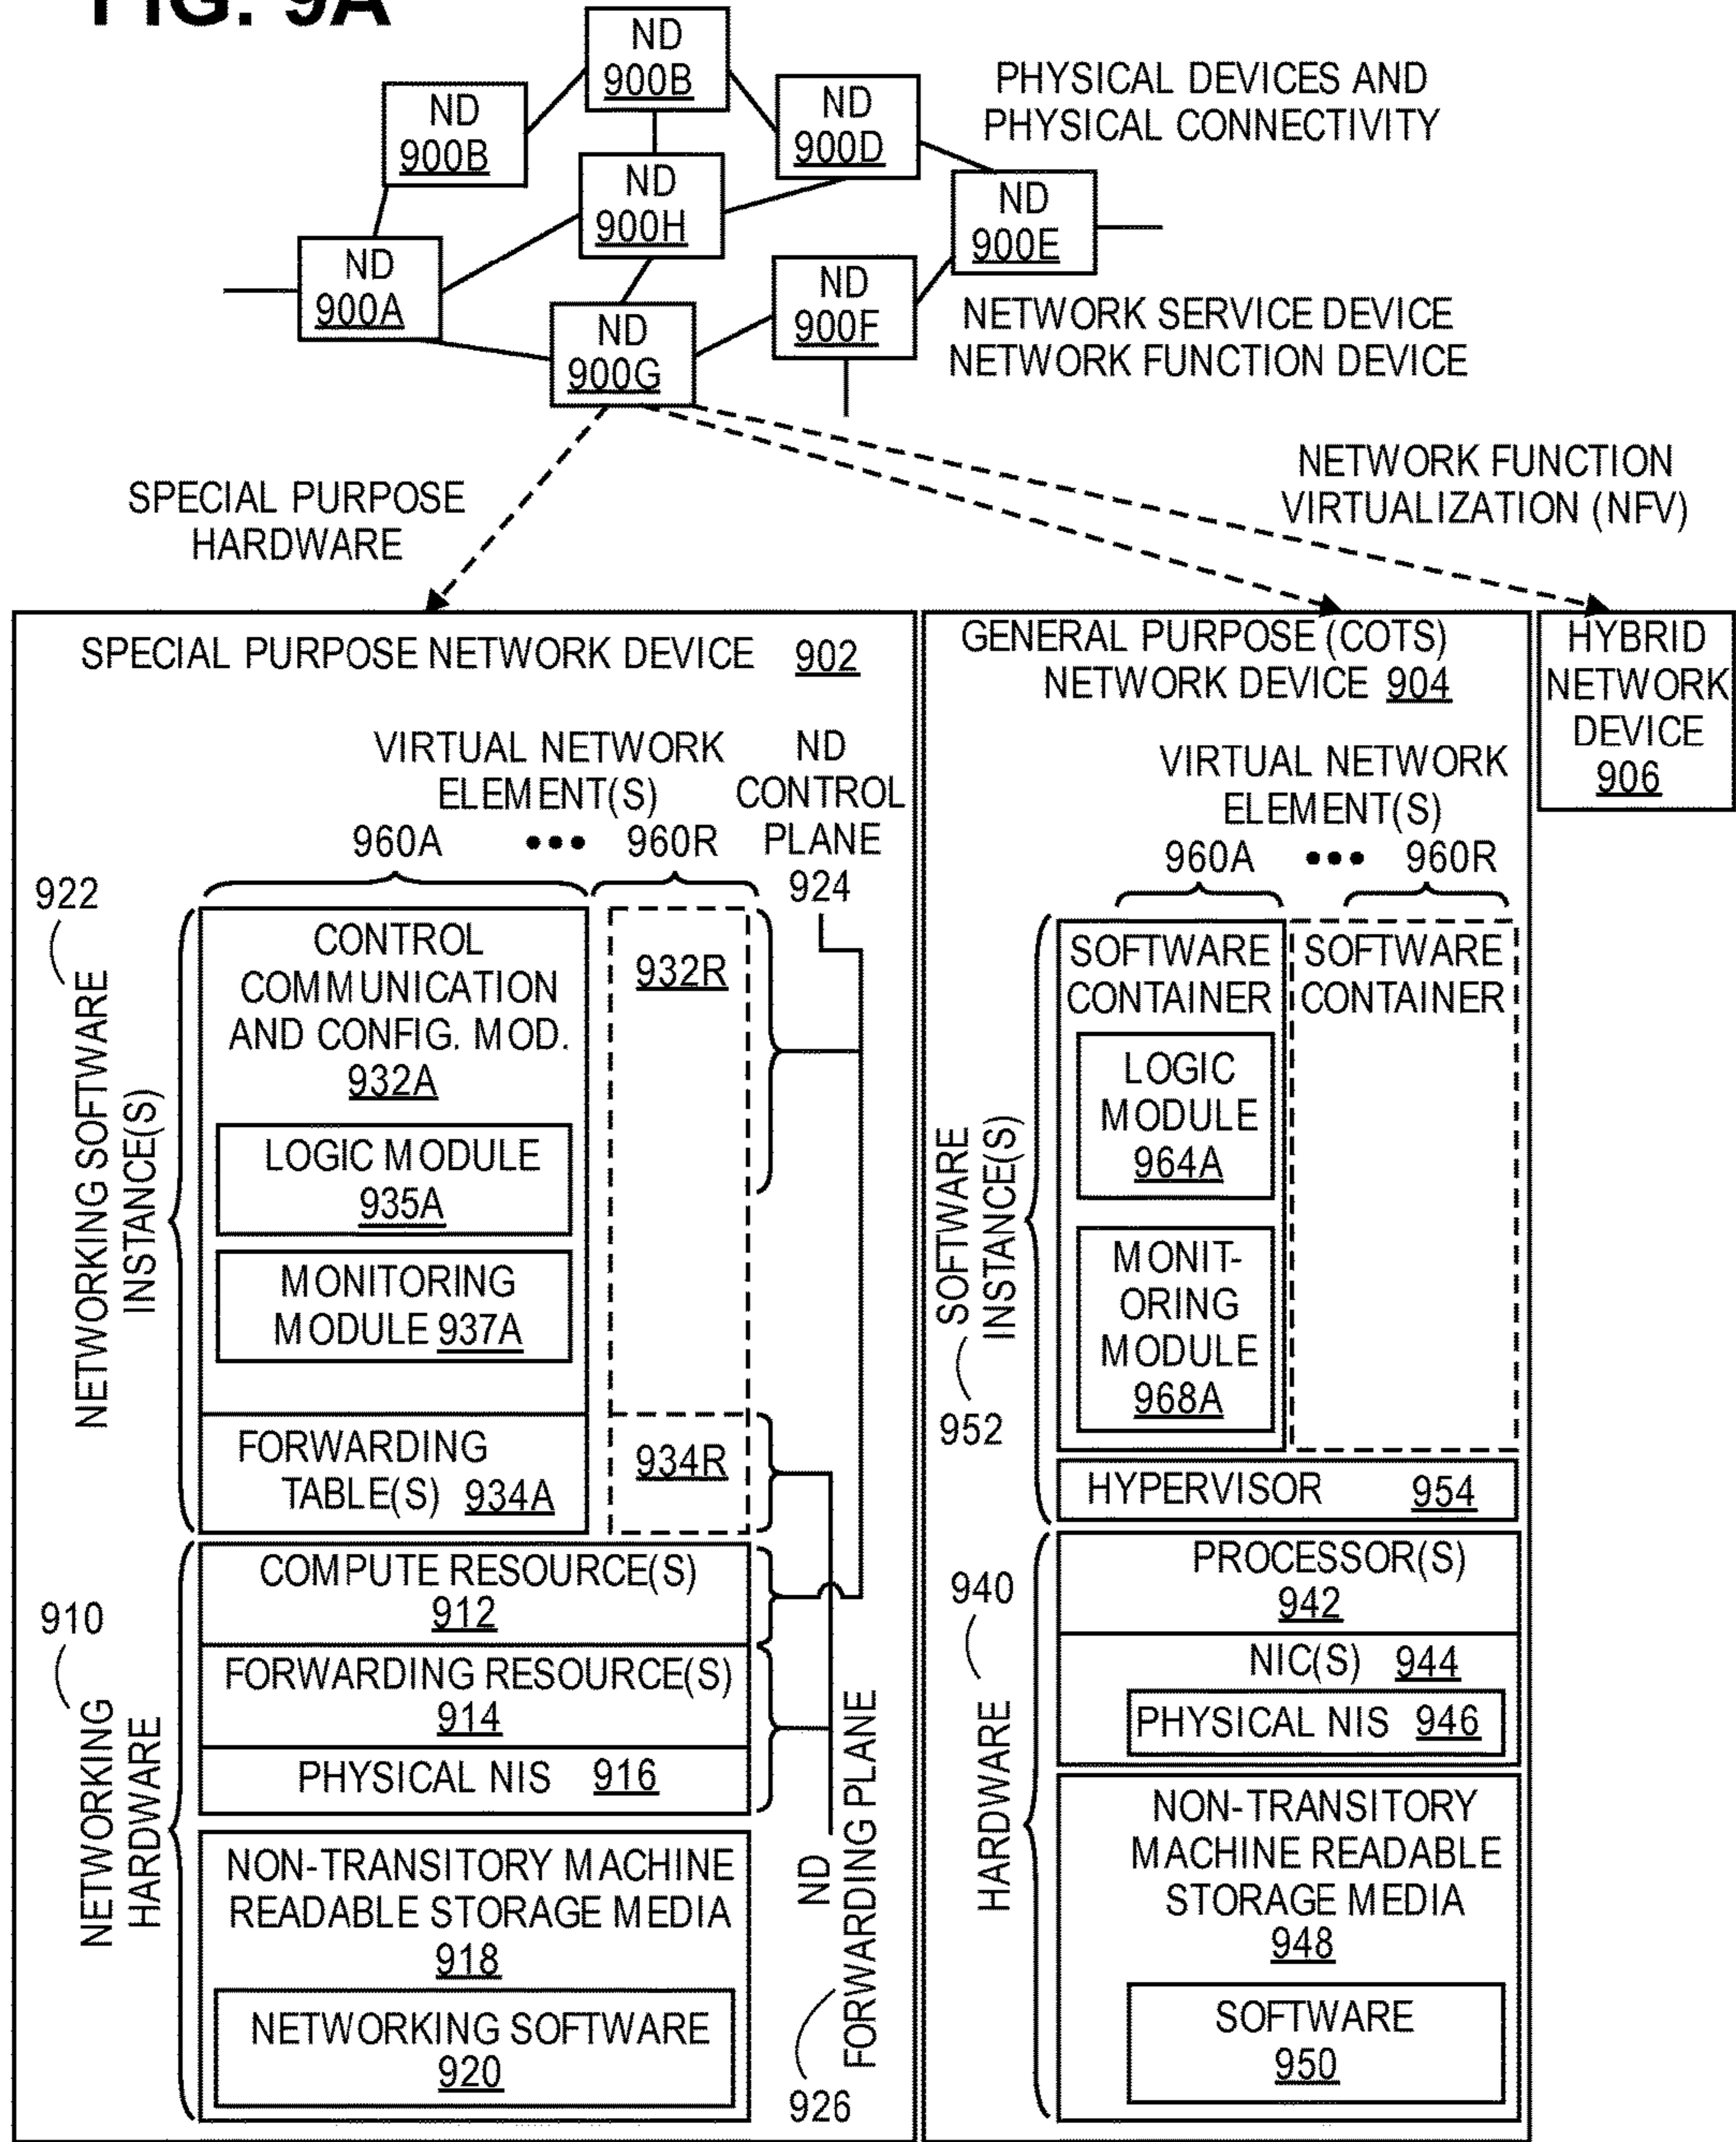 FIG. 9A
ND
900B
ND
900B
ND
900D
PHYSICAL DEVICES AND
PHYSICAL CONNECTIVITY
ND
900H
ND
900E
ND
900A
ND
900F
ND
900G
NETWORK SERVICE DEVICE
NETWORK FUNCTION DEVICE
SPECIAL PURPOSE
HARDWARE
NETWORK FUNCTION
VIRTUALIZATION (NFV)
SPECIAL PURPOSE NETWORK DEVICE 902
VIRTUAL NETWORK
ELEMENT(S)
960A ••• 960R
ND
CONTROL
PLANE
924
922
NETWORKING SOFTWARE
INSTANCE(S)
CONTROL
COMMUNICATION
AND CONFIG. MOD.
932A
932R
LOGIC MODULE
935A
MONITORING
MODULE 937A
FORWARDING
TABLE(S) 934A
934R
910
NETWORKING
HARDWARE
COMPUTE RESOURCE(S)
912
FORWARDING RESOURCE(S)
914
PHYSICAL NIS 916
NON-TRANSITORY MACHINE
READABLE STORAGE MEDIA
918
NETWORKING SOFTWARE
920
ND
FORWARDING PLANE
926
GENERAL PURPOSE (COTS)
NETWORK DEVICE 904
VIRTUAL NETWORK
ELEMENT(S)
960A ••• 960R
SOFTWARE
CONTAINER
LOGIC
MODULE
964A
MONIT-
ORING
MODULE
968A
SOFTWARE
CONTAINER
SOFTWARE
INSTANCE(S)
952
HYPERVISOR 954
940
HARDWARE
PROCESSOR(S)
942
NIC(S) 944
PHYSICAL NIS 946
NON-TRANSITORY
MACHINE READABLE
STORAGE MEDIA
948
SOFTWARE
950
HYBRID
NETWORK
DEVICE
906